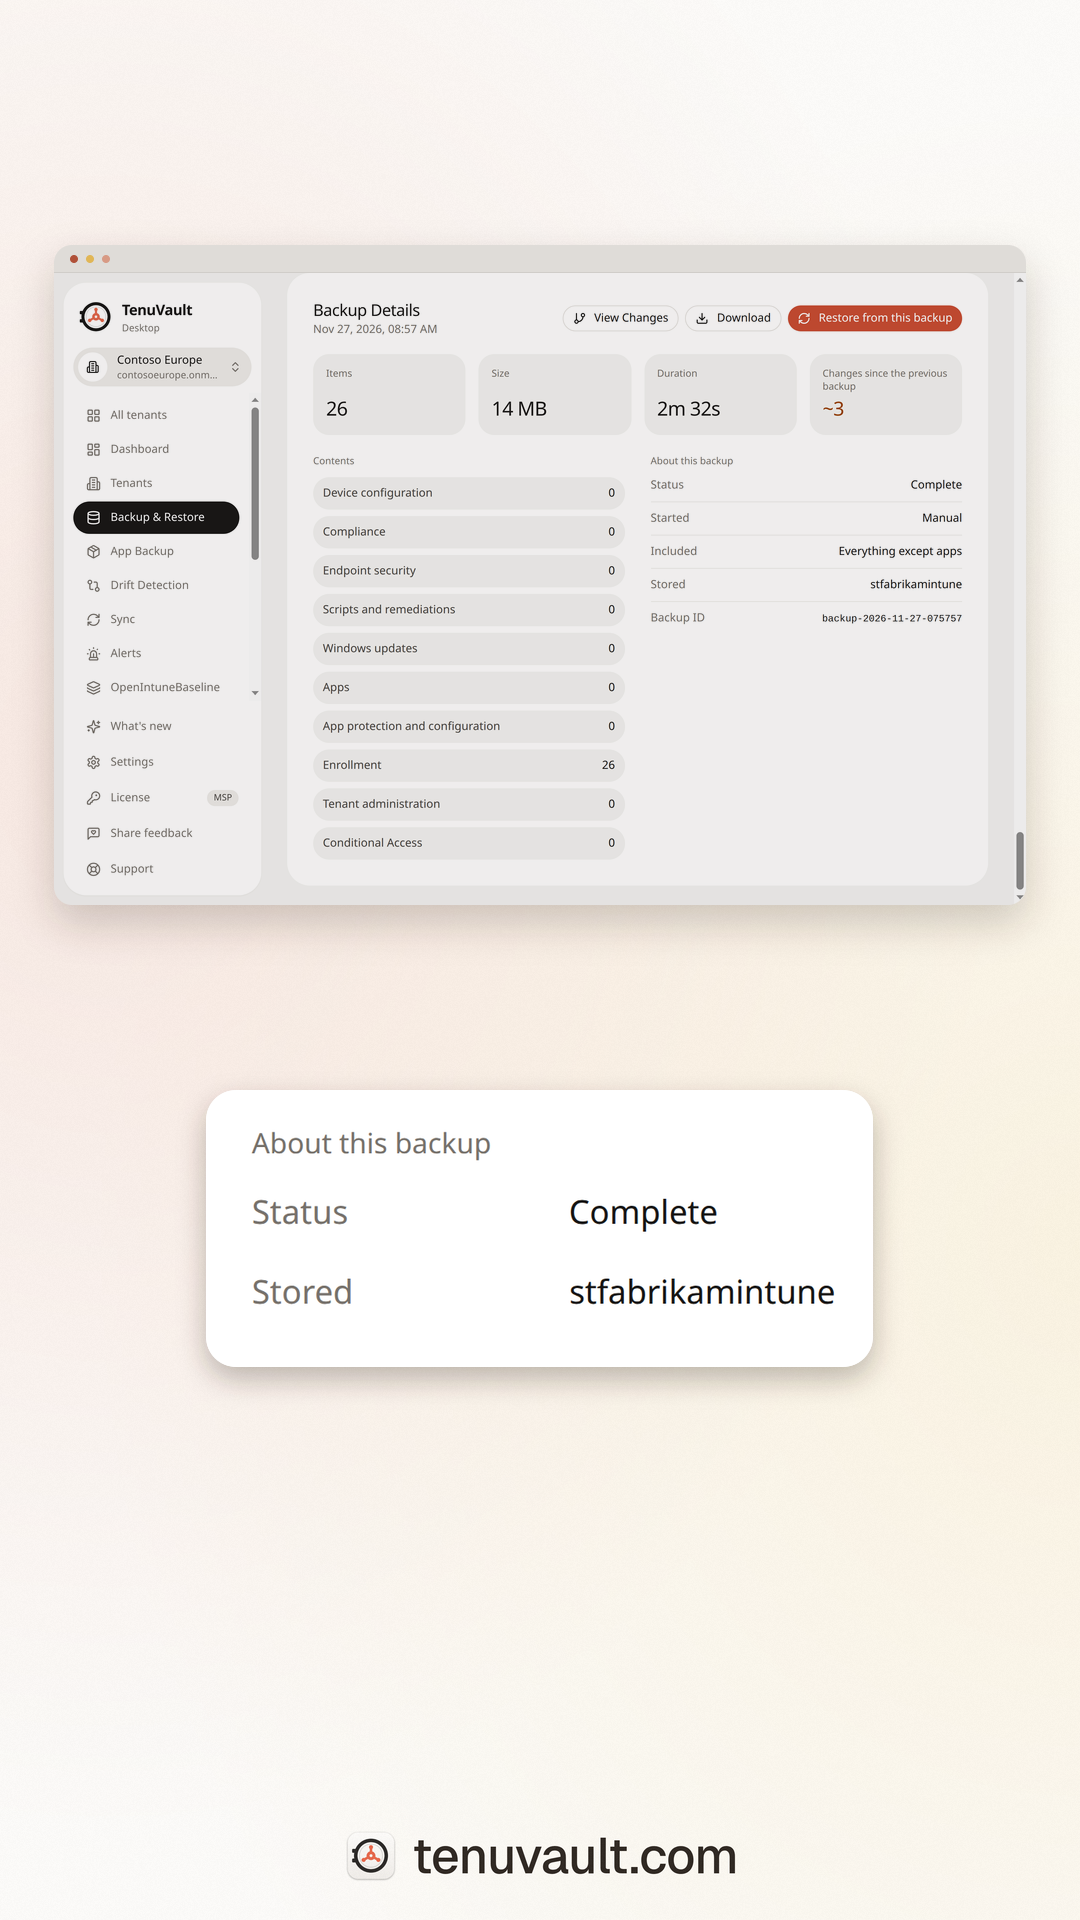 TenuVault
Desktop
Contoso Europe
contosoeurope.onm...
All tenants
Dashboard
Tenants
Backup & Restore
App Backup
Drift Detection
Sync
Alerts
OpenIntuneBaseline
What's new
Settings
License
MSP
Share feedback
Support
Backup Details
Nov 27, 2026, 08:57 AM
View Changes
Download
Restore from this backup
Items
26
Size
14 MB
Duration
2m 32s
Changes since the previous
backup
~3
Contents
Device configuration 0
Compliance 0
Endpoint security 0
Scripts and remediations 0
Windows updates 0
Apps 0
App protection and configuration 0
Enrollment 26
Tenant administration 0
Conditional Access 0
About this backup
Status Complete
Started Manual
Included Everything except apps
Stored stfabrikamintune
Backup ID backup-2026-11-27-075757
About this backup
Status Complete
Stored stfabrikamintune
tenuvault.com